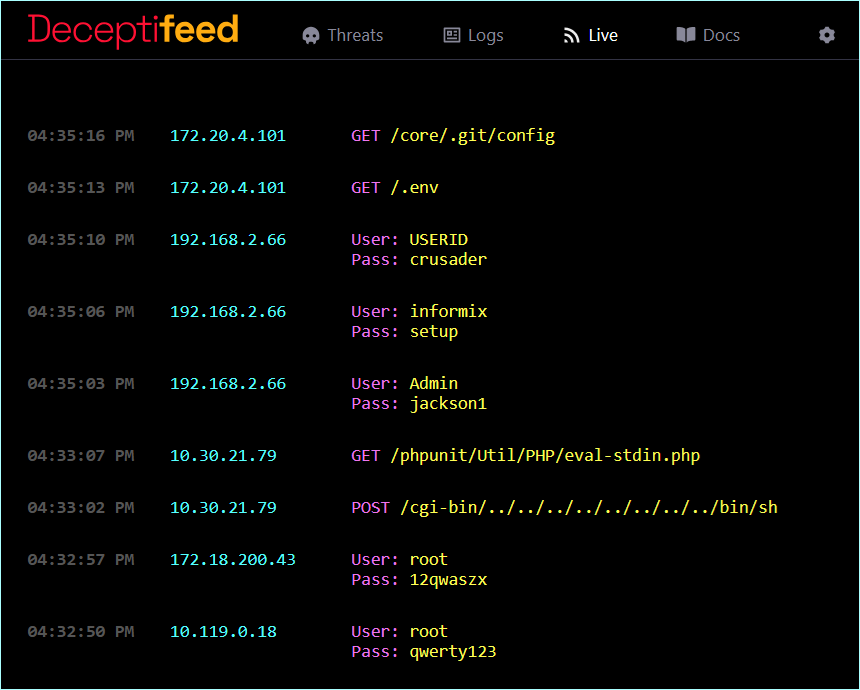 Deceptifeed Threats Logs Live Docs
04:35:16 PM 172.20.4.101 GET /core/.git/config
04:35:13 PM 172.20.4.101 GET /.env
04:35:10 PM 192.168.2.66 User: USERID
Pass: crusader
04:35:06 PM 192.168.2.66 User: informix
Pass: setup
04:35:03 PM 192.168.2.66 User: Admin
Pass: jackson1
04:33:07 PM 10.30.21.79 GET /phpunit/Util/PHP/eval-stdin.php
04:33:02 PM 10.30.21.79 POST /cgi-bin/../../../../../../../../bin/sh
04:32:57 PM 172.18.200.43 User: root
Pass: 12qwaszx
04:32:50 PM 10.119.0.18 User: root
Pass: qwerty123